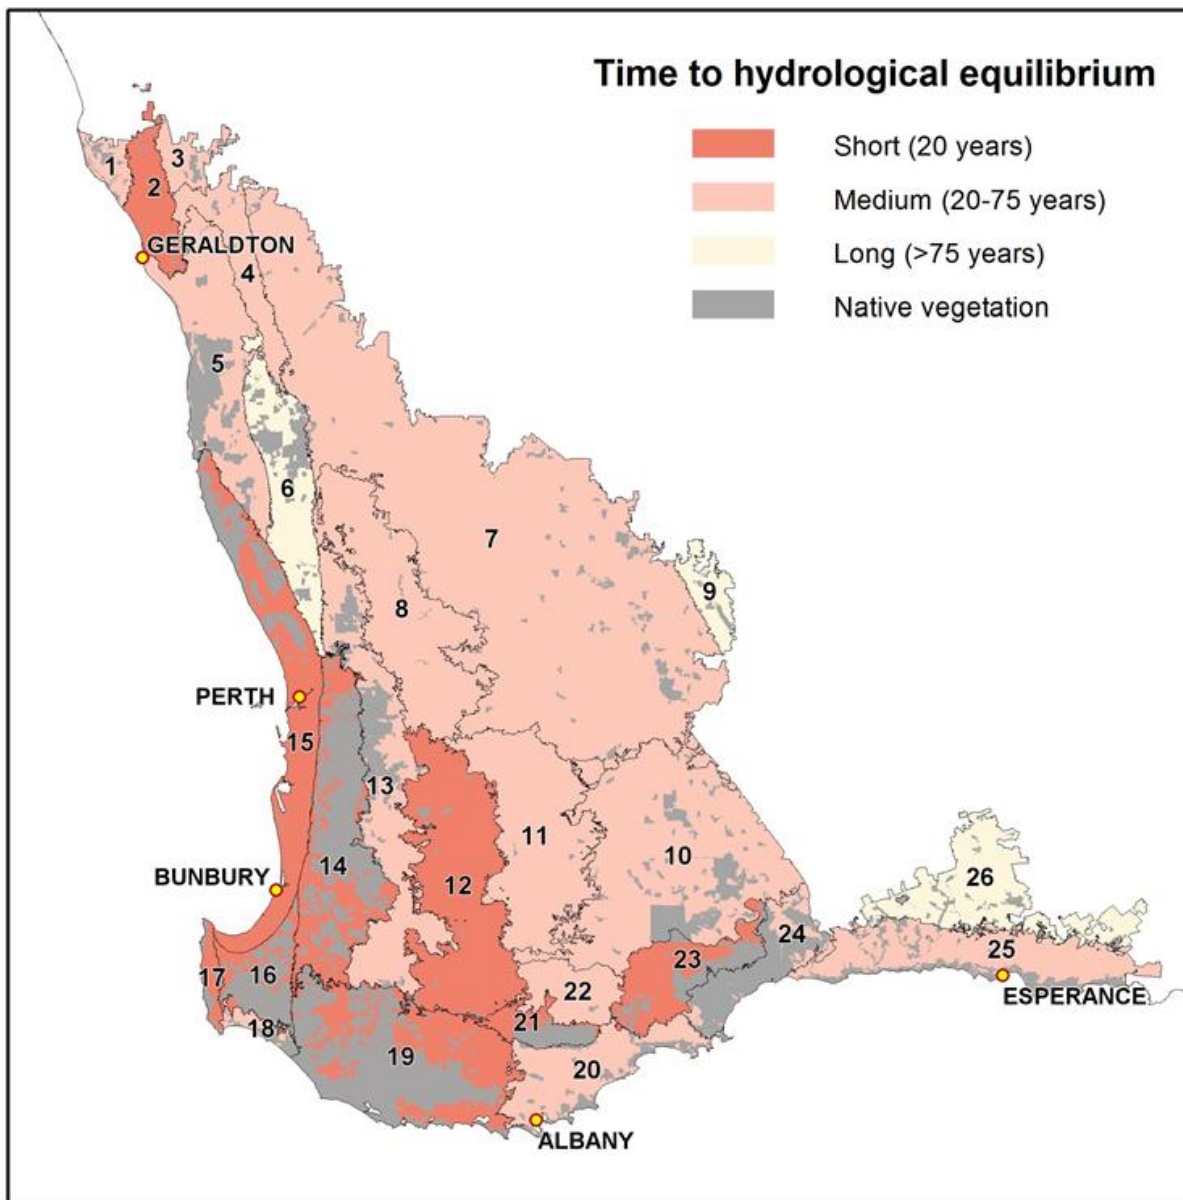 Time to hydrological equilibrium
Short (20 years)
Medium (20-75 years)
Long (>75 years)
Native vegetation
1
2
3
GERALDTON
4
5
6
7
8
9
PERTH
15
13
11
10
14
12
BUNBURY
26
24
25
23
17
16
22
ESPERANCE
18
21
19
20
ALBANY